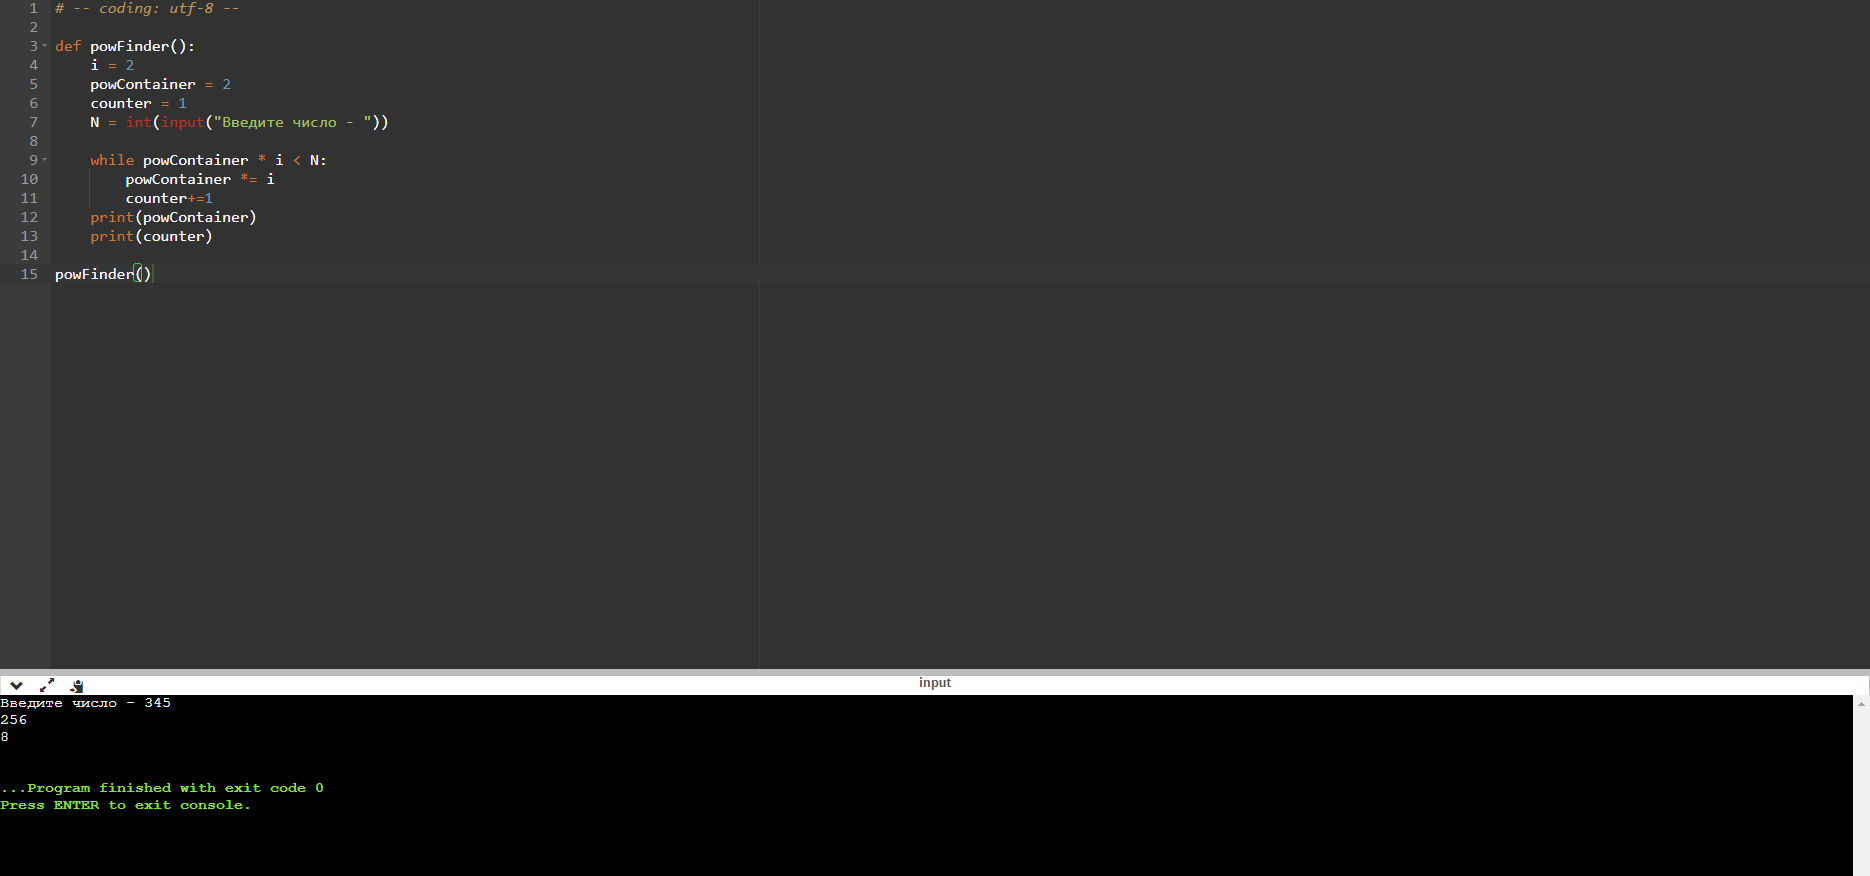 1 # -- coding: utf-8 --
2
3 def powFinder():
4     i = 2
5     powContainer = 2
6     counter = 1
7     N = int(input("Введите число - "))
8
9     while powContainer * i < N:
10         powContainer *= i
11         counter+=1
12     print(powContainer)
13     print(counter)
14
15 powFinder()
input
Введите число - 345
256
8
...Program finished with exit code 0
Press ENTER to exit console.